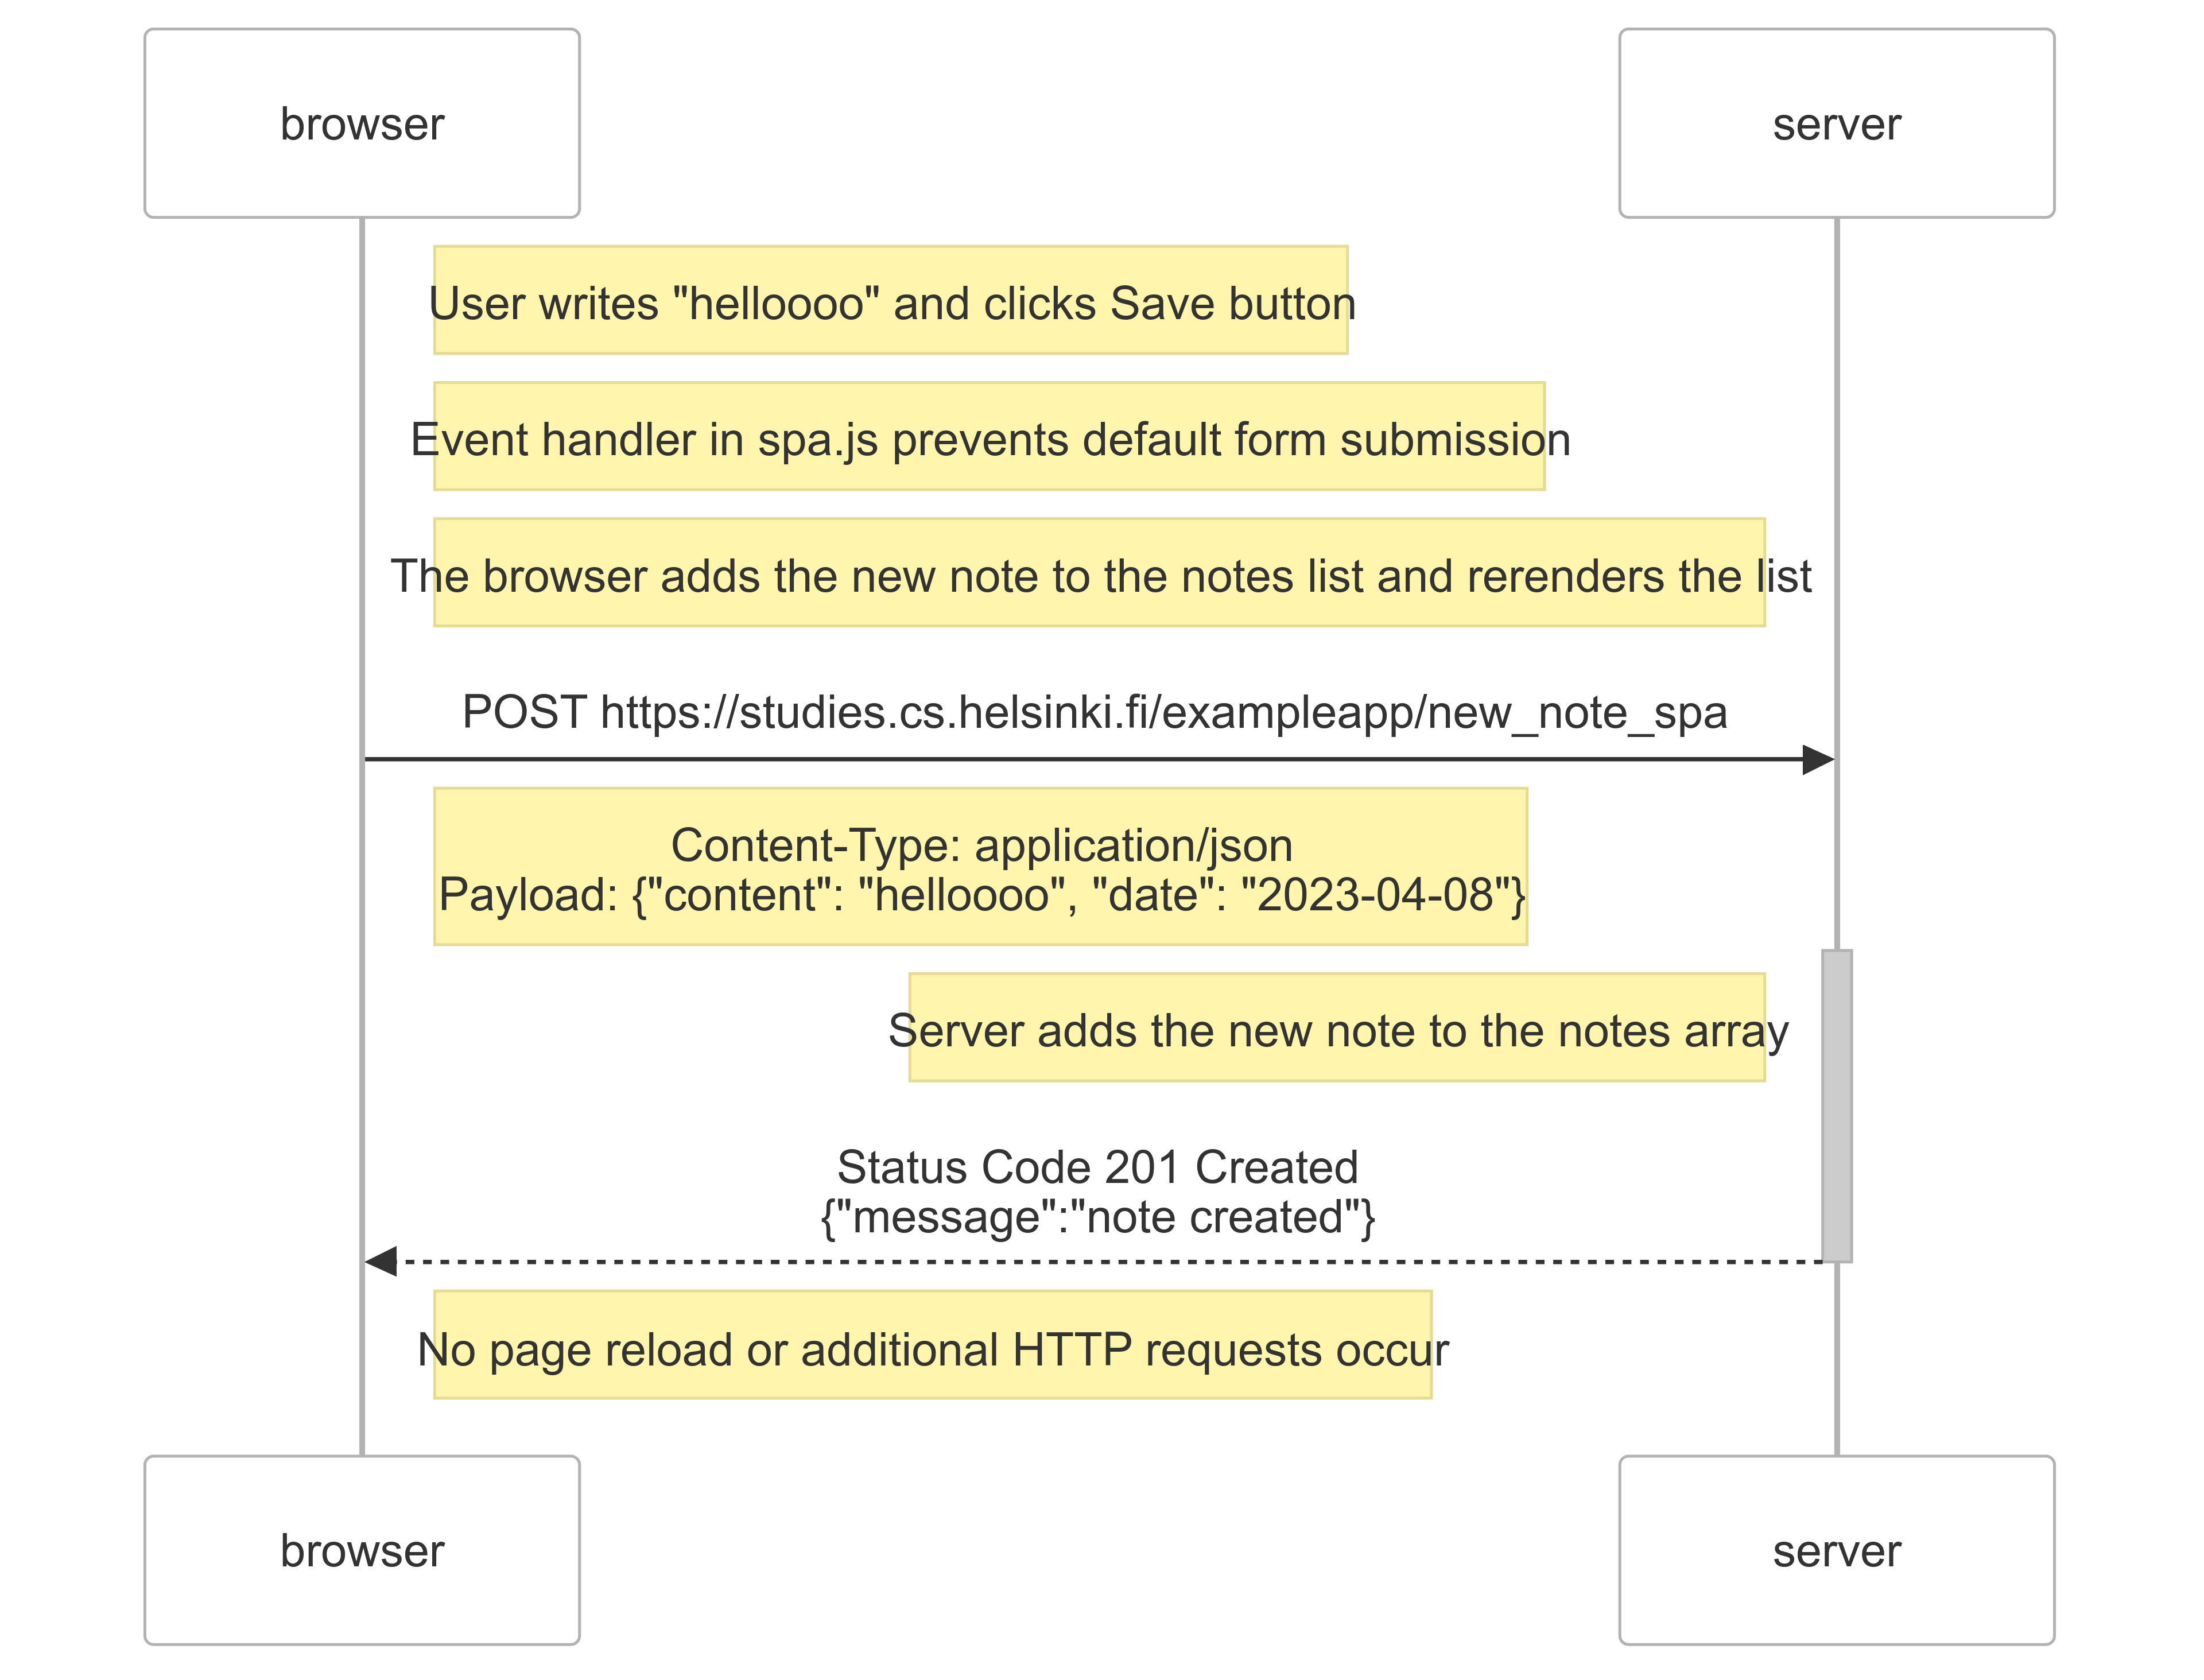 browser
server
User writes "helloooo" and clicks Save button
Event handler in spa.js prevents default form submission
The browser adds the new note to the notes list and rerenders the list
POST https://studies.cs.helsinki.fi/exampleapp/new_note_spa
Content-Type: application/json
Payload: {"content": "helloooo", "date": "2023-04-08"}
Server adds the new note to the notes array
Status Code 201 Created
{"message":"note created"}
No page reload or additional HTTP requests occur
browser
server